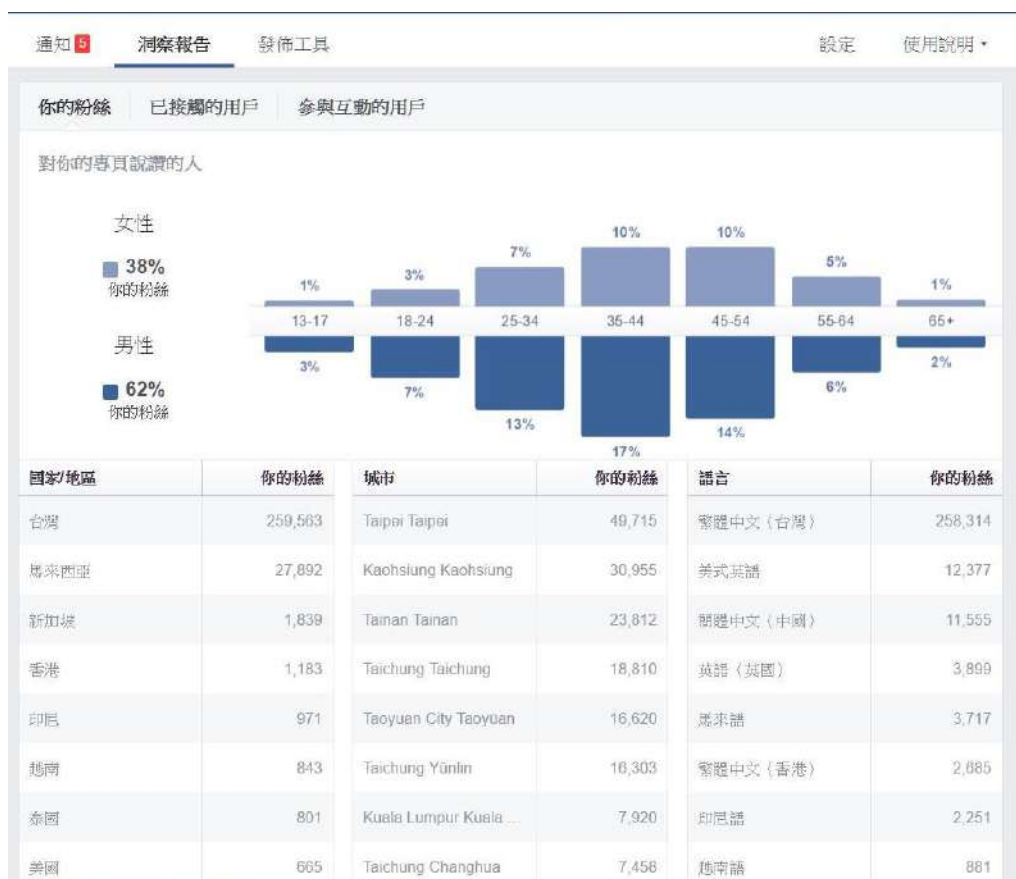 通知 5 洞察報告 發佈工具 設定 使用說明
你的粉絲 已接觸的用戶 參與互動的用戶
對你的專頁說讚的人
女性
38%
你的粉絲
1% 3% 7% 10% 10% 5% 1%
13-17 18-24 25-34 35-44 45-54 55-64 65+
男性
62%
你的粉絲
3% 7% 13% 17% 14% 6% 2%
國家/地區 你的粉絲 城市 你的粉絲 語言 你的粉絲
台灣 259,563 Taipei Taipei 49,715 繁體中文（台灣） 258,314
馬來西亞 27,892 Kaohsiung Kaohsiung 30,955 美式英語 12,377
新加坡 1,839 Tainan Tainan 23,812 簡體中文（中國） 11,555
香港 1,183 Taichung Taichung 18,810 英語（英國） 3,899
印尼 971 Taoyuan City Taoyuan 16,620 馬來語 3,717
越南 843 Taichung Yünlin 16,303 繁體中文（香港） 2,685
泰國 801 Kuala Lumpur Kuala ... 7,920 印尼語 2,251
美國 665 Taichung Changhua 7,458 越南語 881